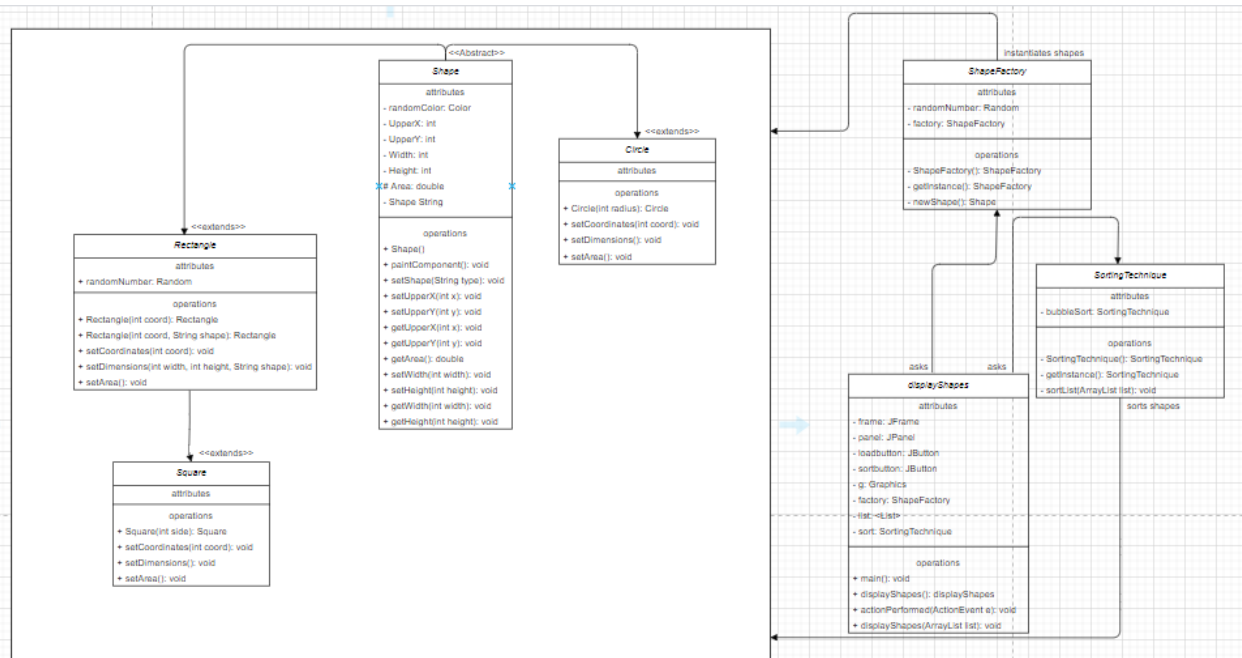 <<Abstract>>
Shape
attributes
- randomColor: Color
- UpperX: int
- UpperY: int
- Width: int
- Height: int
# Area: double
- Shape String
operations
+ Shape()
+ paintComponent(): void
+ setShape(String type): void
+ setUpperX(int x): void
+ setUpperY(int y): void
+ getUpperX(int x): void
+ getUpperY(int y): void
+ getArea(): double
+ setWidth(int width): void
+ setHeight(int height): void
+ getWidth(int width): void
+ getHeight(int height): void
<<extends>>
Circle
attributes
operations
+ Circle(int radius): Circle
+ setCoordinates(int coord): void
+ setDimensions(): void
+ setArea(): void
<<extends>>
Rectangle
attributes
+ randomNumber: Random
operations
+ Rectangle(int coord): Rectangle
+ Rectangle(int coord, String shape): Rectangle
+ setCoordinates(int coord): void
+ setDimensions(int width, int height, String shape): void
+ setArea(): void
<<extends>>
Square
attributes
operations
+ Square(int side): Square
+ setCoordinates(int coord): void
+ setDimensions(): void
+ setArea(): void
instantiates shapes
ShapeFactory
attributes
- randomNumber: Random
- factory: ShapeFactory
operations
- ShapeFactory(): ShapeFactory
- getInstance(): ShapeFactory
- newShape(): Shape
SortingTechnique
attributes
- bubbleSort: SortingTechnique
operations
- SortingTechnique(): SortingTechnique
- getInstance(): SortingTechnique
- sortList(ArrayList list): void
sorts shapes
asks
asks
displayShapes
attributes
- frame: JFrame
- panel: JPanel
- loadbutton: JButton
- sortbutton: JButton
- g: Graphics
- factory: ShapeFactory
- list: <List>
- sort: SortingTechnique
operations
+ main(): void
+ displayShapes(): displayShapes
+ actionPerformed(ActionEvent e): void
+ displayShapes(ArrayList list): void